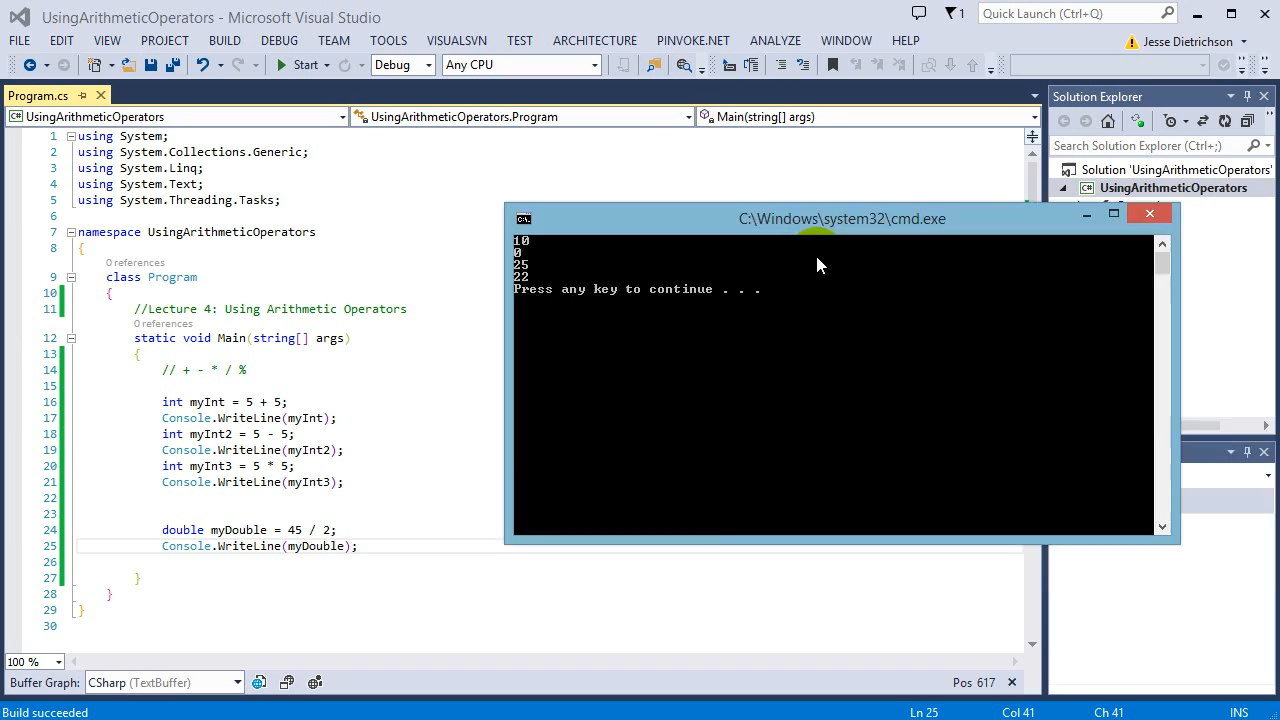 UsingArithmeticOperators - Microsoft Visual Studio
1
Quick Launch (Ctrl+Q)
FILE EDIT VIEW PROJECT BUILD DEBUG TEAM TOOLS VISUALSVN TEST ARCHITECTURE PINVOKE.NET ANALYZE WINDOW HELP
Jesse Dietrichson
Start Debug Any CPU
Program.cs
UsingArithmeticOperators
UsingArithmeticOperators.Program
Main(string[] args)
1 using System;
2 using System.Collections.Generic;
3 using System.Linq;
4 using System.Text;
5 using System.Threading.Tasks;
6
7 namespace UsingArithmeticOperators
8 {
0 references
9 class Program
10 {
11 //Lecture 4: Using Arithmetic Operators
0 references
12 static void Main(string[] args)
13 {
14 // + - * / %
15
16 int myInt = 5 + 5;
17 Console.WriteLine(myInt);
18 int myInt2 = 5 - 5;
19 Console.WriteLine(myInt2);
20 int myInt3 = 5 * 5;
21 Console.WriteLine(myInt3);
22
23
24 double myDouble = 45 / 2;
25 Console.WriteLine(myDouble);
26
27 }
28 }
29 }
30
Solution Explorer
Search Solution Explorer (Ctrl+;)
Solution 'UsingArithmeticOperators'
C# UsingArithmeticOperators
C:\Windows\system32\cmd.exe
10
0
25
22
Press any key to continue . . .
100 %
Buffer Graph: CSharp (TextBuffer)
Pos 617
Build succeeded
Ln 25 Col 41 Ch 41 INS